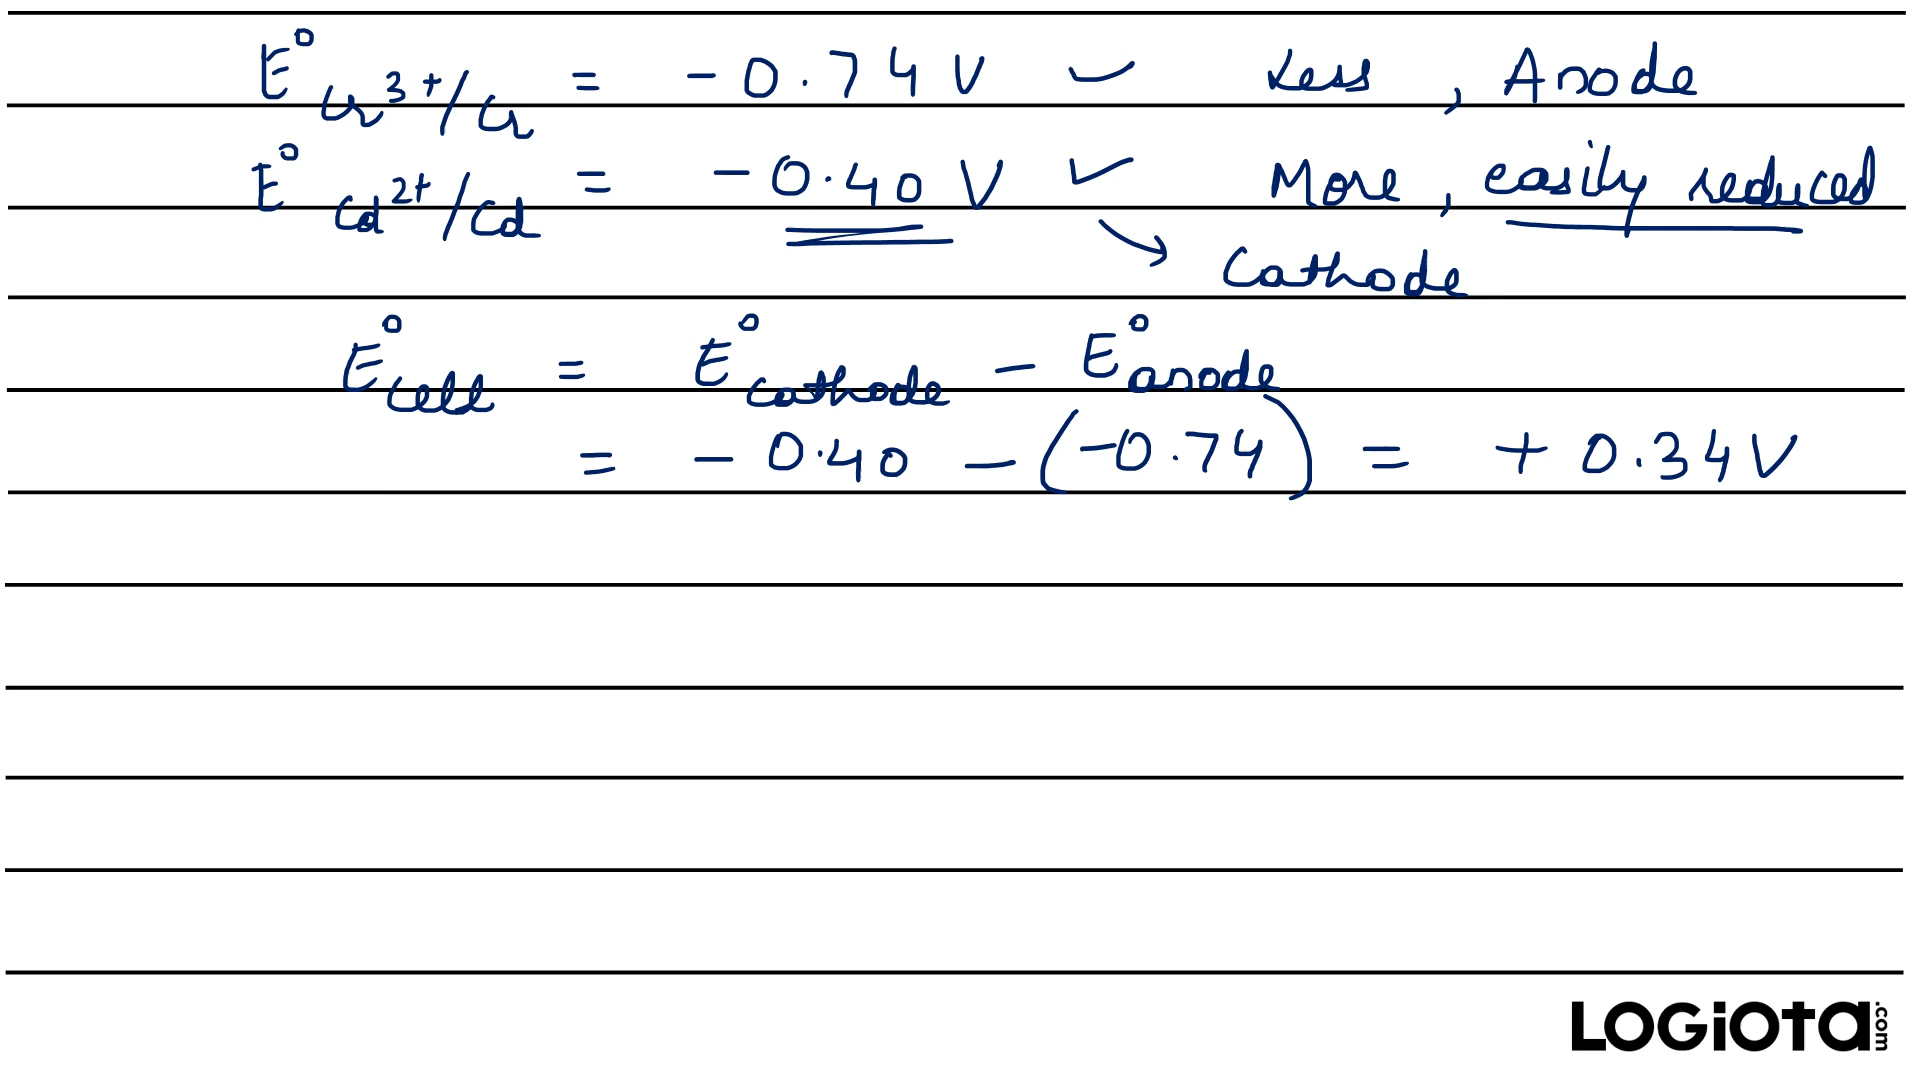 E°Cr³⁺/Cr = - 0.74 V ✓ Less, Anode
E°Cd²⁺/Cd = - 0.40 V ✓ More, easily reduced
→ Cathode
E°cell = E°cathode - E°anode
= - 0.40 - (-0.74) = + 0.34 V
LOGiOTA.com